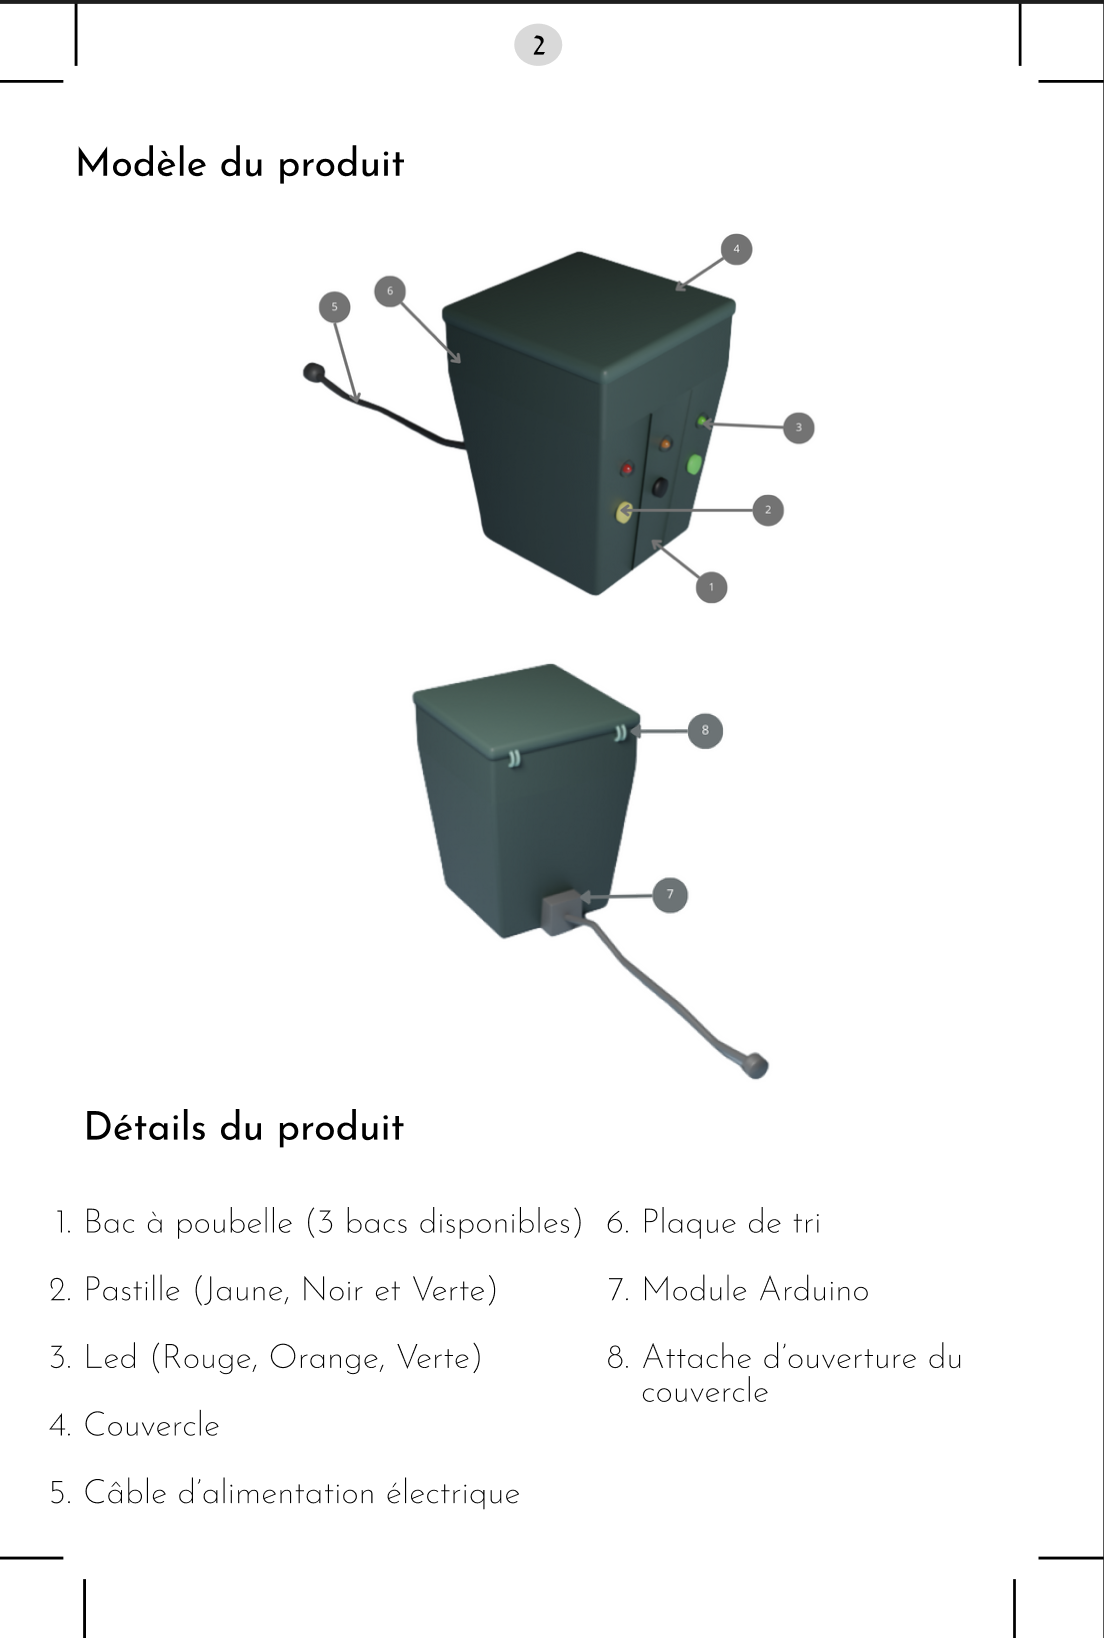 2
Modèle du produit
4
6
5
3
2
1
8
7
Détails du produit
1. Bac à poubelle (3 bacs disponibles)
2. Pastille (Jaune, Noir et Verte)
3. Led (Rouge, Orange, Verte)
4. Couvercle
5. Câble d'alimentation électrique
6. Plaque de tri
7. Module Arduino
8. Attache d'ouverture du
couvercle